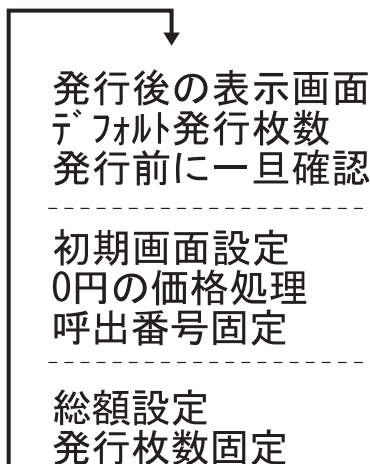 発行後の表示画面
ﾃﾞﾌｫﾙﾄ発行枚数
発行前に一旦確認
初期画面設定
0円の価格処理
呼出番号固定
総額設定
発行枚数固定